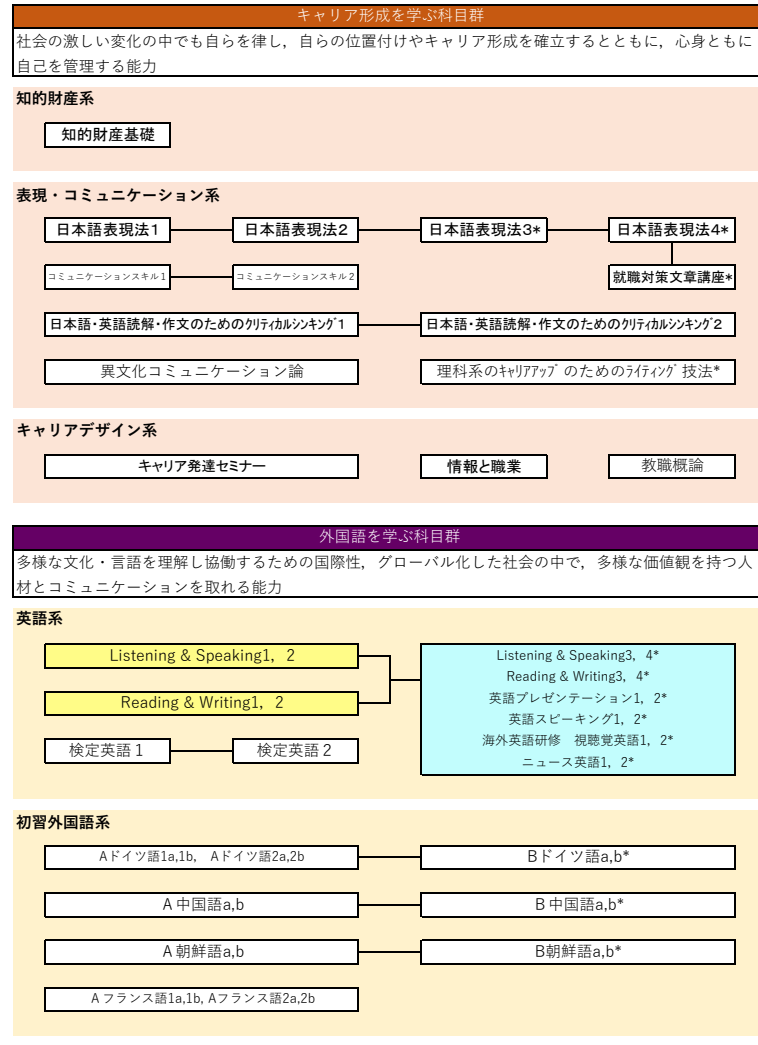 キャリア形成を学ぶ科目群
社会の激しい変化の中でも自らを律し，自らの位置付けやキャリア形成を確立するとともに，心身ともに
自己を管理する能力
知的財産系
知的財産基礎
表現・コミュニケーション系
日本語表現法1 日本語表現法2 日本語表現法3* 日本語表現法4*
コミュニケーションスキル１ コミュニケーションスキル２ 就職対策文章講座*
日本語・英語読解・作文のためのｸﾘﾃｨｶﾙｼﾝｷﾝｸﾞ1 日本語・英語読解・作文のためのｸﾘﾃｨｶﾙｼﾝｷﾝｸﾞ2
異文化コミュニケーション論 理科系のｷｬﾘｱｱｯﾌﾟのためのﾗｲﾃｨﾝｸﾞ技法*
キャリアデザイン系
キャリア発達セミナー 情報と職業 教職概論
外国語を学ぶ科目群
多様な文化・言語を理解し協働するための国際性，グローバル化した社会の中で，多様な価値観を持つ人
材とコミュニケーションを取れる能力
英語系
Listening & Speaking1，2
Reading & Writing1，2
検定英語１ 検定英語２
Listening & Speaking3，4*
Reading & Writing3，4*
英語プレゼンテーション1，2*
英語スピーキング1，2*
海外英語研修　視聴覚英語1，2*
ニュース英語1，2*
初習外国語系
Aドイツ語1a,1b,　Aドイツ語2a,2b Bドイツ語a,b*
A 中国語a,b B 中国語a,b*
A 朝鮮語a,b B朝鮮語a,b*
A フランス語1a,1b, Aフランス語2a,2b